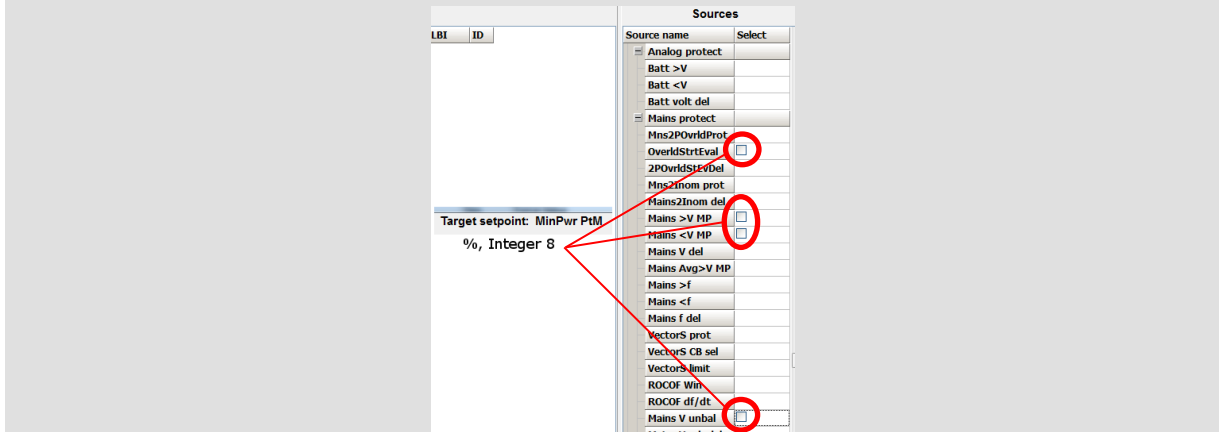 Sources
LBI ID
Source name Select
Analog protect
Batt >V
Batt <V
Batt volt del
Mains protect
Mns2POvrldProt
OverldStrtEval
2POvrldStEvDel
Mns2Inom prot
Mains2Inom del
Target setpoint: MinPwr PtM
Mains >V MP
%, Integer 8
Mains <V MP
Mains V del
Mains Avg>V MP
Mains >f
Mains <f
Mains f del
VectorS prot
VectorS CB sel
VectorS limit
ROCOF Win
ROCOF df/dt
Mains V unbal